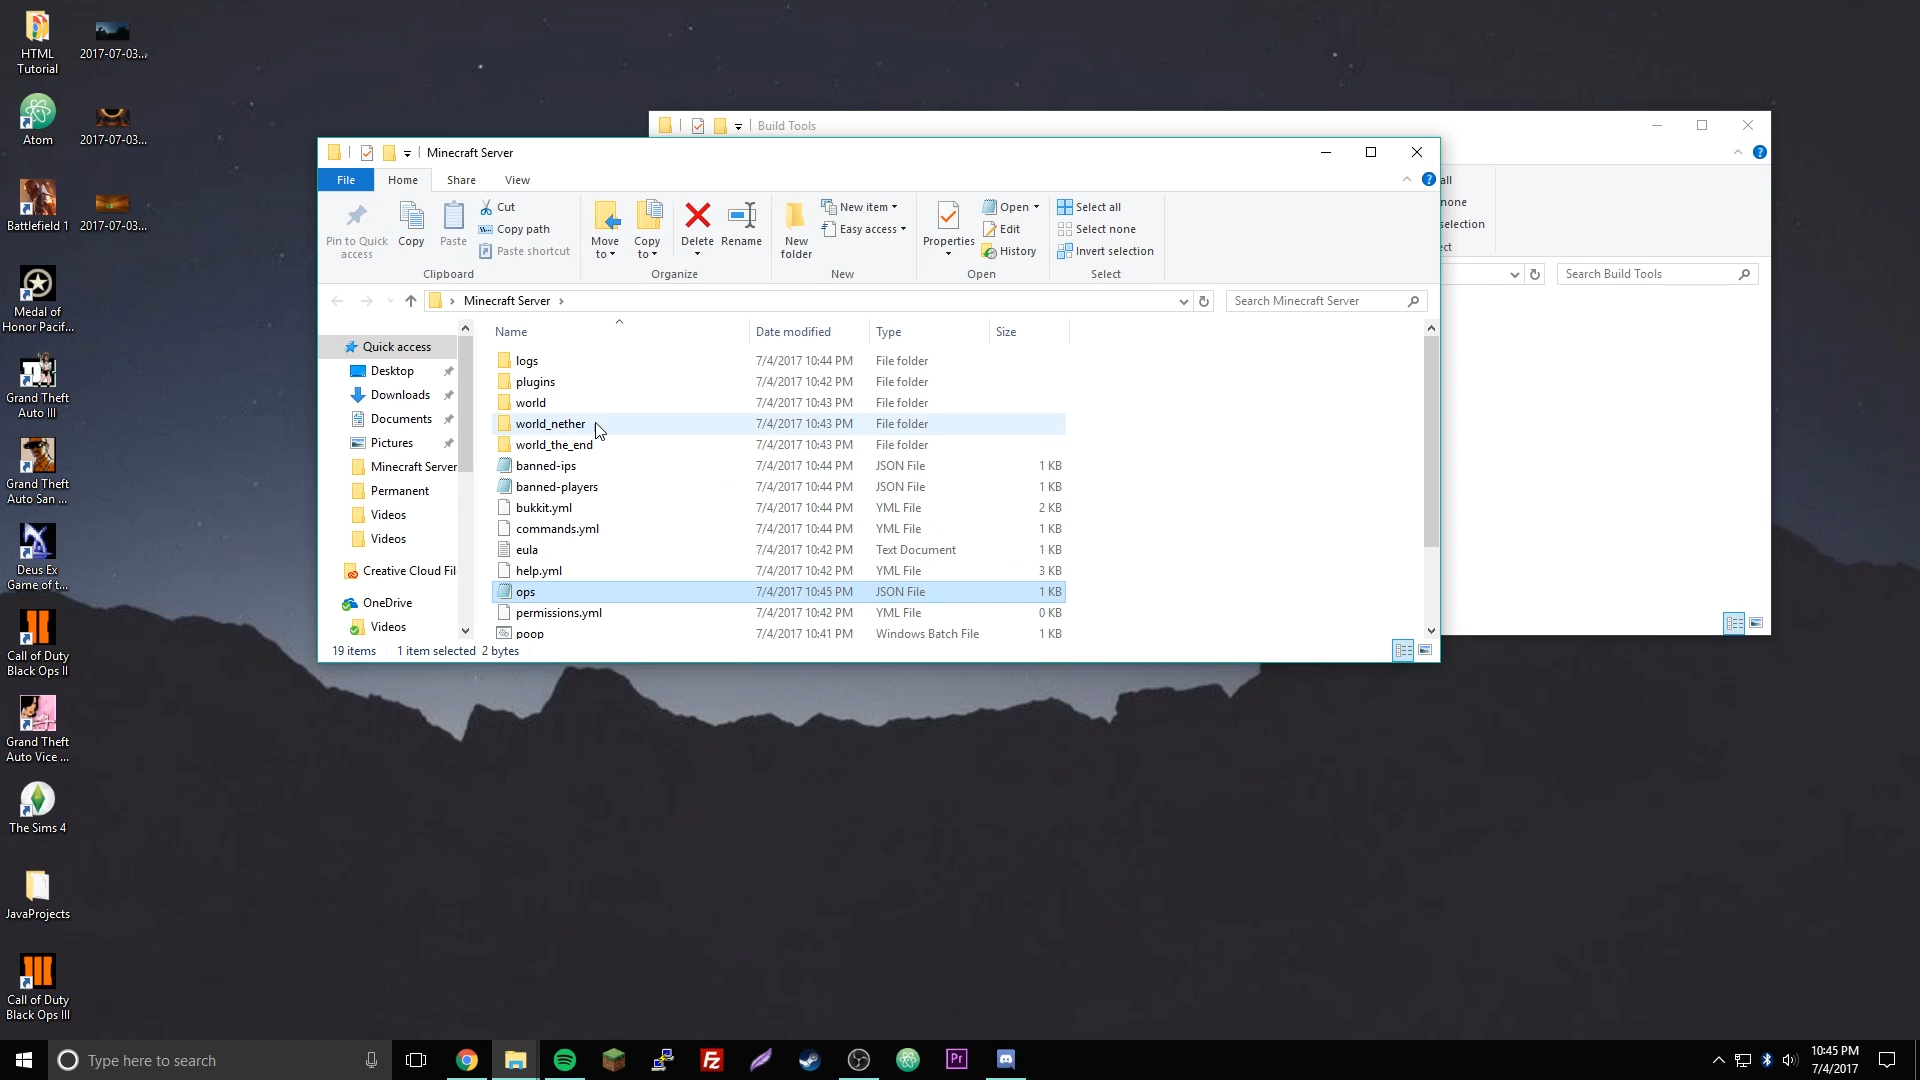 HTML
Tutorial
2017-07-03...
Atom
2017-07-03...
Battlefield 1
2017-07-03...
Medal of
Honor Pacif...
Grand Theft
Auto III
Grand Theft
Auto San ...
Deus Ex
Game of t...
Call of Duty
Black Ops II
Grand Theft
Auto Vice ...
The Sims 4
JavaProjects
Call of Duty
Black Ops III
Build Tools
all
none
selection
ect
Search Build Tools
Minecraft Server
File
Home
Share
View
Pin to Quick
access
Copy
Paste
Cut
Copy path
Paste shortcut
Clipboard
Move
to
Copy
to
Delete
Rename
Organize
New
folder
New item
Easy access
New
Properties
Open
Edit
History
Open
Select all
Select none
Invert selection
Select
Minecraft Server
Search Minecraft Server
Quick access
Desktop
Downloads
Documents
Pictures
Minecraft Server
Permanent
Videos
Videos
Creative Cloud Fil
OneDrive
Videos
Name Date modified Type Size
logs 7/4/2017 10:44 PM File folder
plugins 7/4/2017 10:42 PM File folder
world 7/4/2017 10:43 PM File folder
world_nether 7/4/2017 10:43 PM File folder
world_the_end 7/4/2017 10:43 PM File folder
banned-ips 7/4/2017 10:44 PM JSON File 1 KB
banned-players 7/4/2017 10:44 PM JSON File 1 KB
bukkit.yml 7/4/2017 10:44 PM YML File 2 KB
commands.yml 7/4/2017 10:44 PM YML File 1 KB
eula 7/4/2017 10:42 PM Text Document 1 KB
help.yml 7/4/2017 10:42 PM YML File 3 KB
ops 7/4/2017 10:45 PM JSON File 1 KB
permissions.yml 7/4/2017 10:42 PM YML File 0 KB
poop 7/4/2017 10:41 PM Windows Batch File 1 KB
19 items 1 item selected 2 bytes
Type here to search
Fz
Pr
10:45 PM
7/4/2017